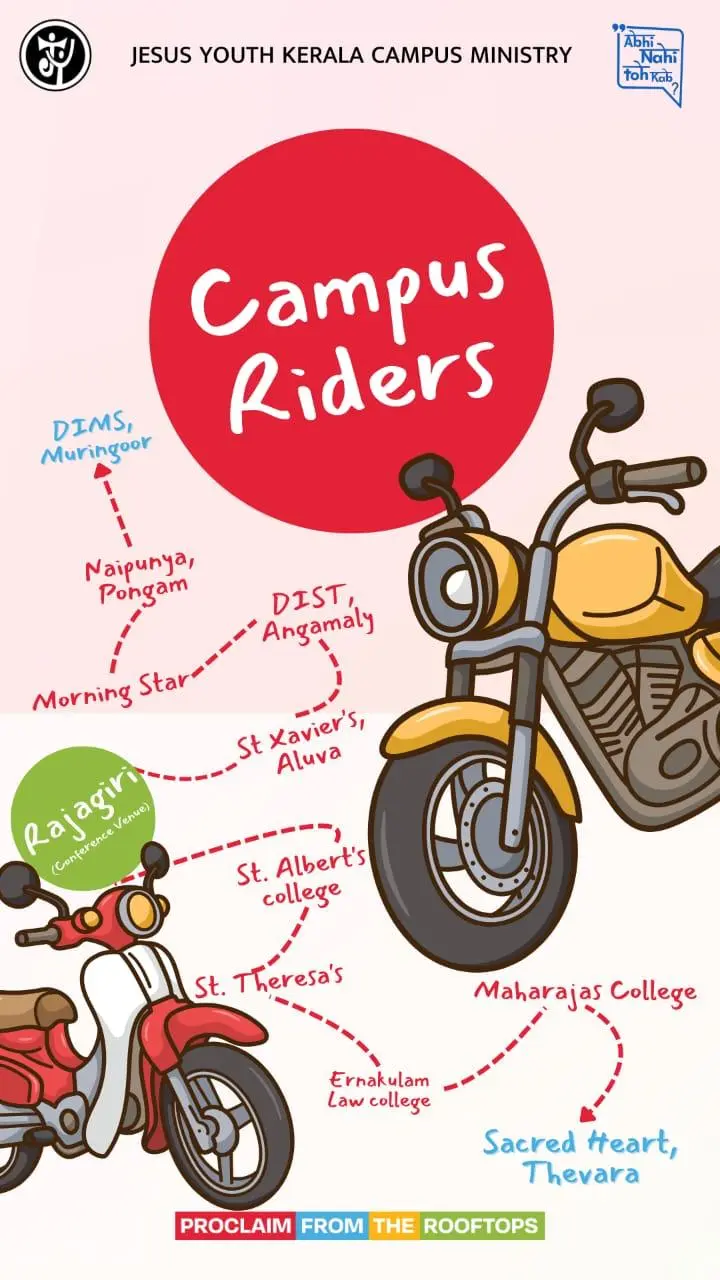 JESUS YOUTH KERALA CAMPUS MINISTRY
Abhi
Nahi
toh Kab?
Campus
Riders
DIMS,
Muringoor
Naipunya,
Pongam
DIST,
Angamaly
Morning Star
St Xavier's,
Aluva
Rajagiri
(Conference Venue)
St. Albert's
college
St. Theresa's
Maharajas College
Ernakulam
Law college
Sacred Heart,
Thevara
PROCLAIM FROM THE ROOFTOPS